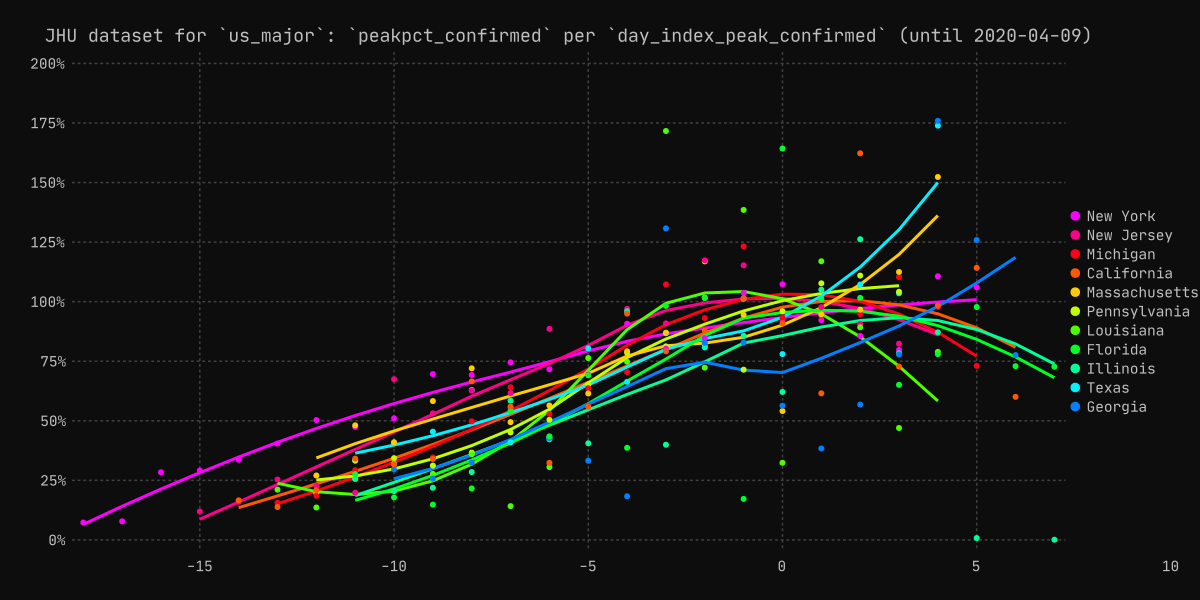 JHU dataset for `us_major`: `peakpct_confirmed` per `day_index_peak_confirmed` (until 2020-04-09)
200%
175%
150%
125%
100%
75%
50%
25%
0%
-15
-10
-5
0
5
10
New York
New Jersey
Michigan
California
Massachusetts
Pennsylvania
Louisiana
Florida
Illinois
Texas
Georgia